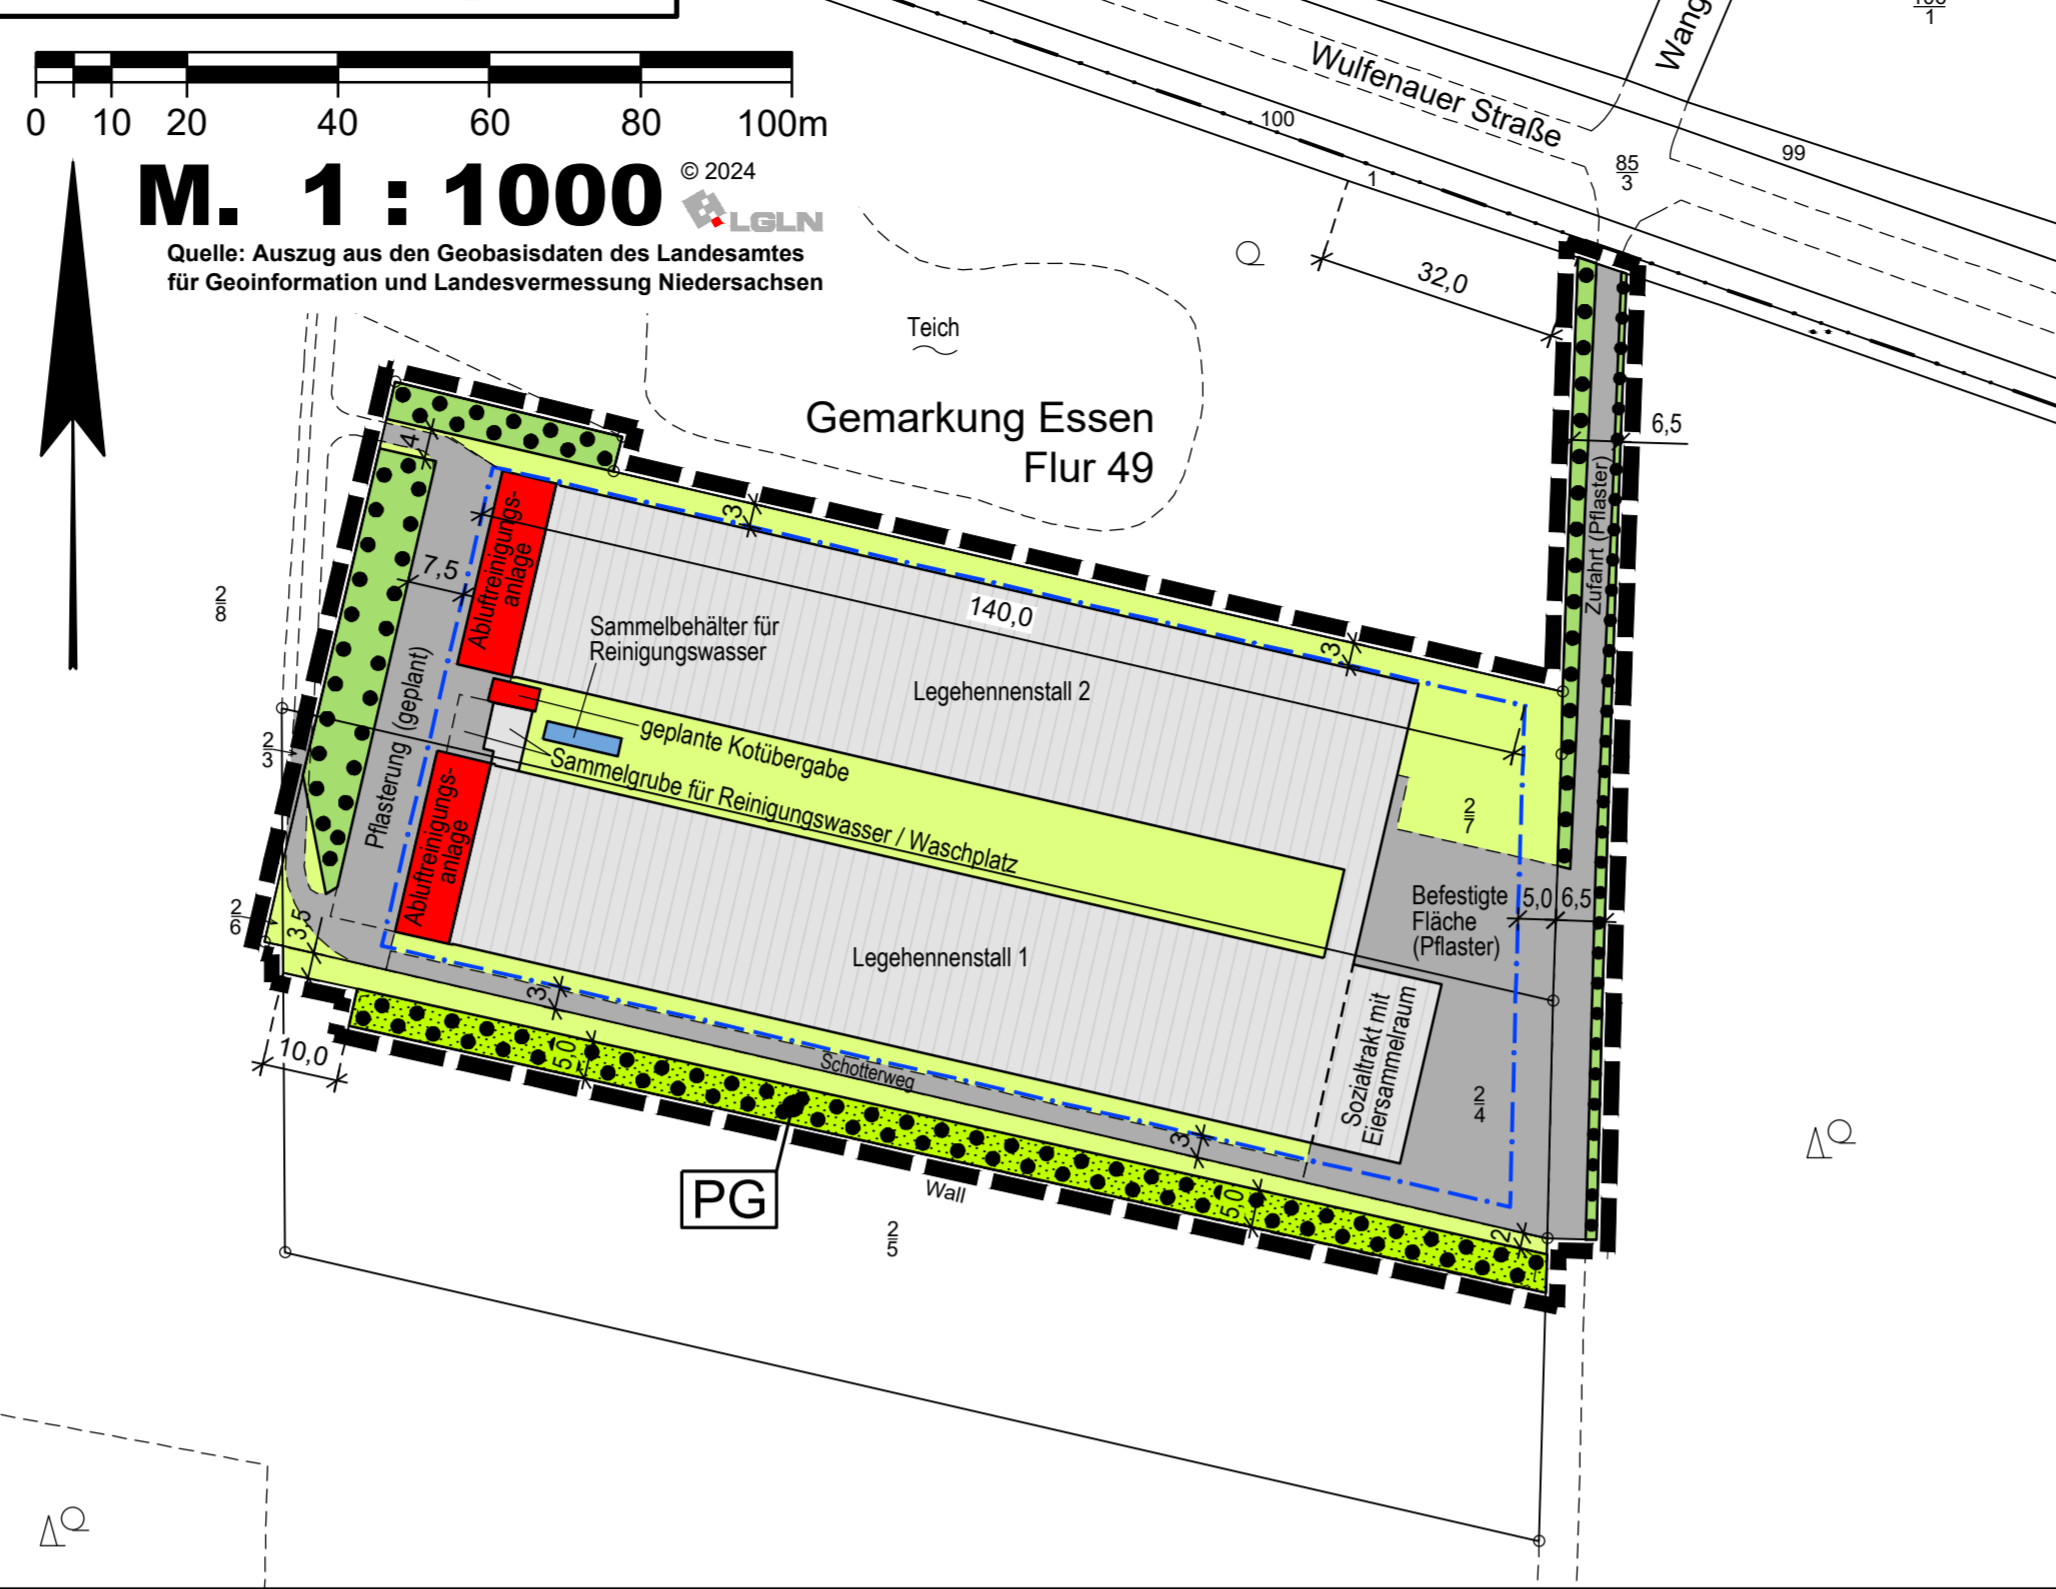 0 10 20 40 60 80 100m
M. 1 : 1000
© 2024
LGLN
Quelle: Auszug aus den Geobasisdaten des Landesamtes
für Geoinformation und Landesvermessung Niedersachsen
Wulfenauer Straße
Wang
1
100
1
99
85
3
32,0
Teich
Gemarkung Essen
Flur 49
6,5
Zufahrt (Pflaster)
4
7,5
3
3
140,0
Abluftreinigungs-
anlage
Sammelbehälter für
Reinigungswasser
Legehennenstall 2
geplante Kotübergabe
Sammelgrube für Reinigungswasser / Waschplatz
Pflasterung (geplant)
Abluftreinigungs-
anlage
2
8
2
3
2
6
2
7
Befestigte
Fläche
(Pflaster)
5,0
6,5
Legehennenstall 1
3,5
3
10,0
5,0
Schotterweg
Sozialtrakt mit
Eiersammelraum
2
4
3
5,0
2
PG
Wall
2
5